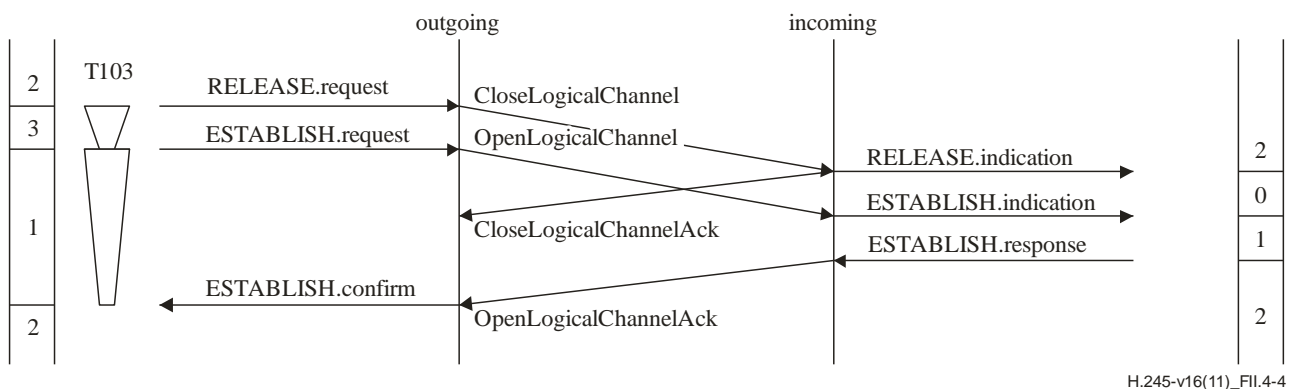 outgoing
incoming
T103
2
RELEASE.request
CloseLogicalChannel
3
ESTABLISH.request
OpenLogicalChannel
RELEASE.indication
2
ESTABLISH.indication
0
1
CloseLogicalChannelAck
ESTABLISH.response
1
ESTABLISH.confirm
OpenLogicalChannelAck
2
2
H.245-v16(11)_FII.4-4